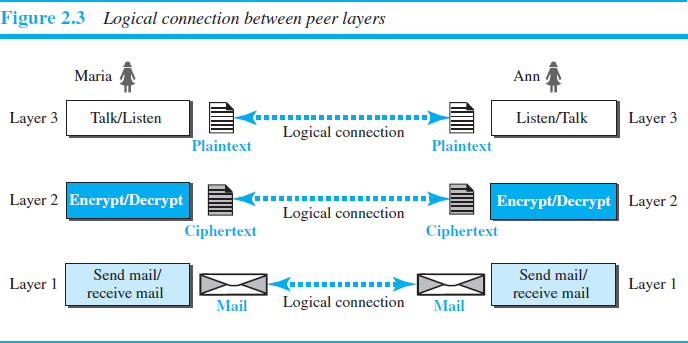 Figure 2.3 Logical connection between peer layers
Maria
Ann
Layer 3
Talk/Listen
Plaintext
Logical connection
Plaintext
Listen/Talk
Layer 3
Layer 2
Encrypt/Decrypt
Ciphertext
Logical connection
Ciphertext
Encrypt/Decrypt
Layer 2
Layer 1
Send mail/
receive mail
Mail
Logical connection
Mail
Send mail/
receive mail
Layer 1